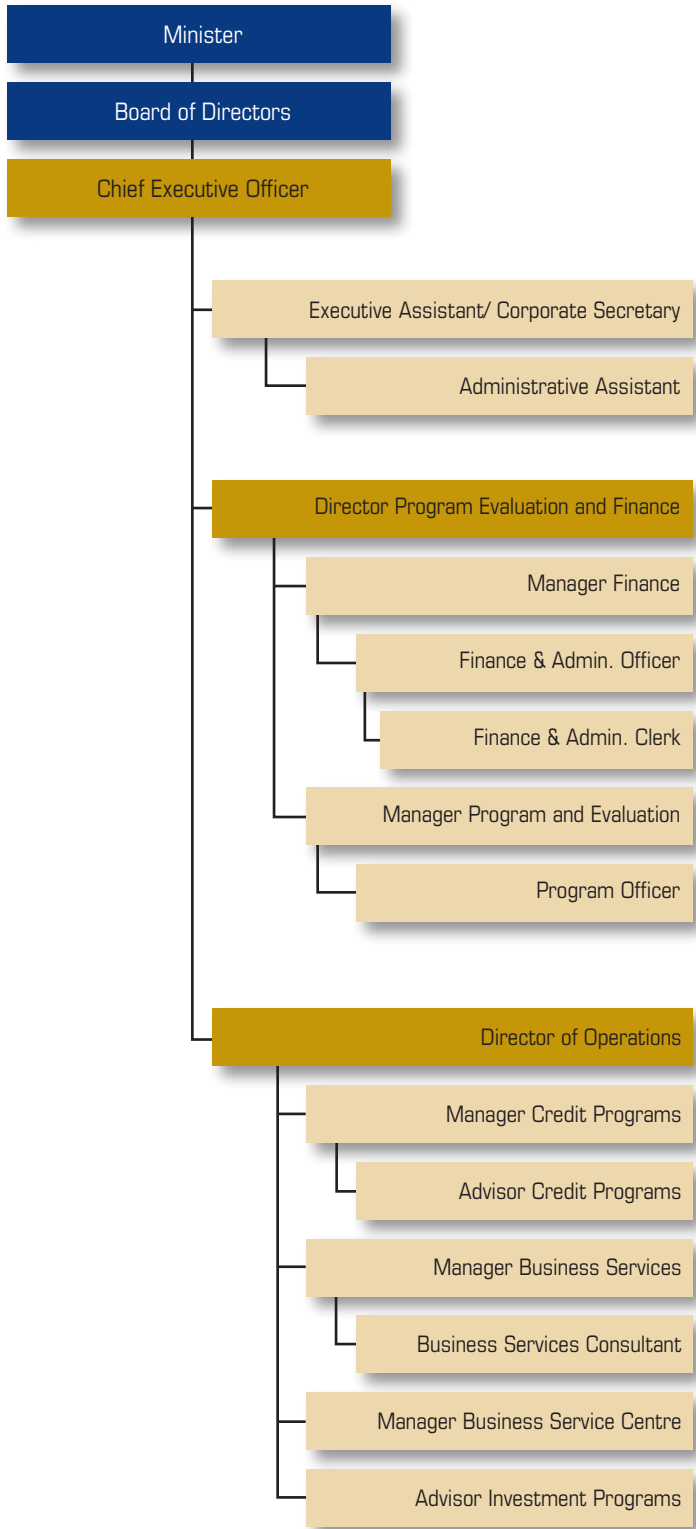 Minister
Board of Directors
Chief Executive Officer
Executive Assistant/ Corporate Secretary
Administrative Assistant
Director Program Evaluation and Finance
Manager Finance
Finance & Admin. Officer
Finance & Admin. Clerk
Manager Program and Evaluation
Program Officer
Director of Operations
Manager Credit Programs
Advisor Credit Programs
Manager Business Services
Business Services Consultant
Manager Business Service Centre
Advisor Investment Programs